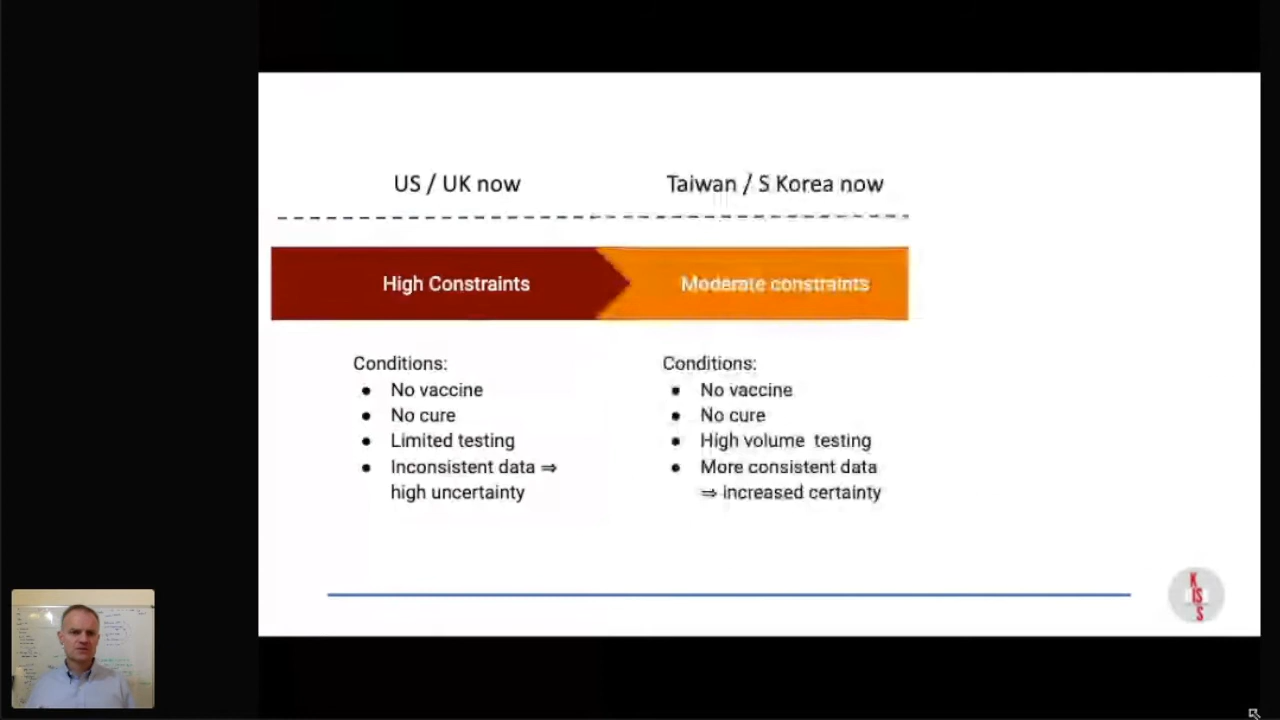 US / UK now
Taiwan / S Korea now
High Constraints
Moderate constraints
Conditions:
● No vaccine
● No cure
● Limited testing
● Inconsistent data ⇒
high uncertainty
Conditions:
● No vaccine
● No cure
● High volume testing
● More consistent data
⇒ increased certainty
K
IS
S